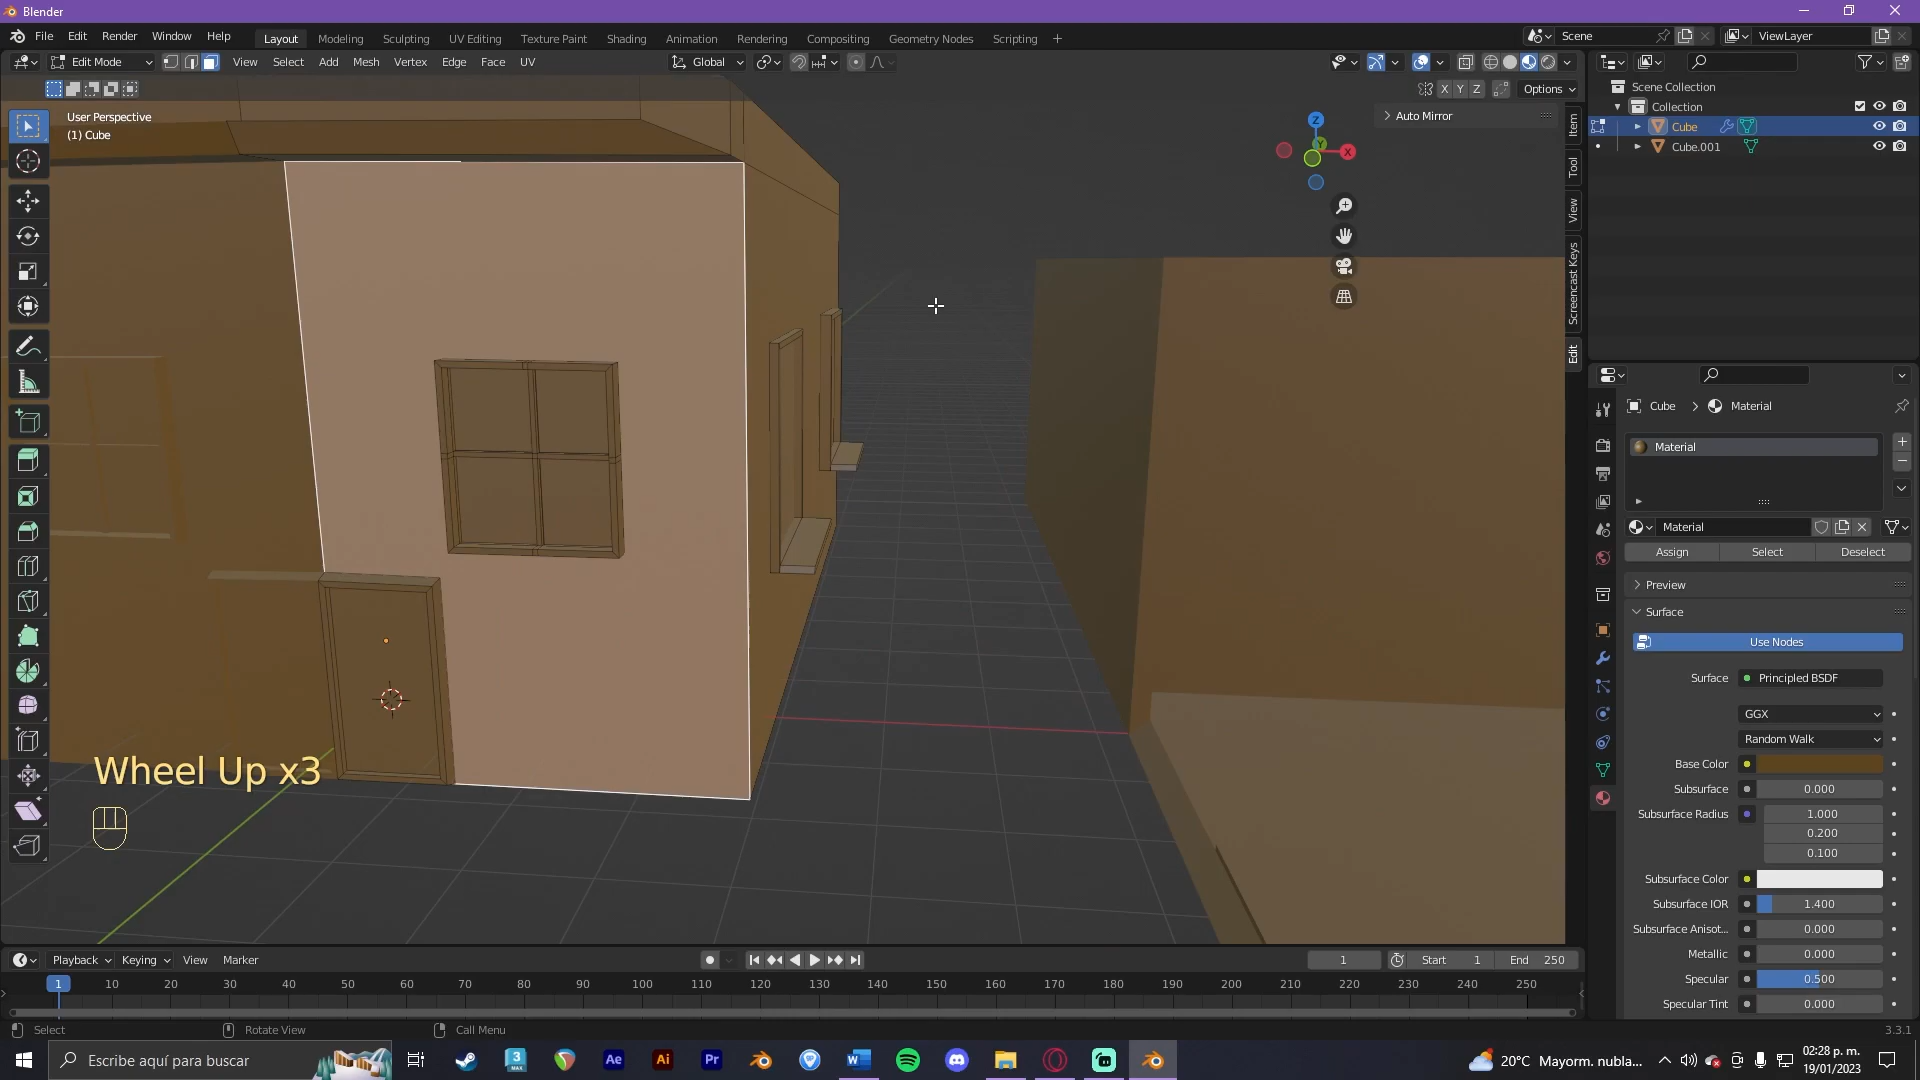 Blender
File Edit Render Window Help
Layout Modeling Sculpting UV Editing Texture Paint Shading Animation Rendering Compositing Geometry Nodes Scripting +
Scene ViewLayer
Edit Mode View Select Add Mesh Vertex Edge Face UV Global
X Y Z Options
User Perspective
(1) Cube
Auto Mirror
Item
Tool
View
Screencast Keys
Edit
Z
Y
X
Scene Collection
Collection
Cube
Cube.001
Cube > Material
Material
Material
Assign Select Deselect
Preview
Surface
Use Nodes
Surface Principled BSDF
GGX
Random Walk
Base Color
Subsurface 0.000
Subsurface Radius 1.000
0.200
0.100
Subsurface Color
Subsurface IOR 1.400
Subsurface Anisot... 0.000
Metallic 0.000
Specular 0.500
Specular Tint 0.000
Wheel Up x3
Playback Keying View Marker
1 Start 1 End 250
1 10 20 30 40 50 60 70 80 90 100 110 120 130 140 150 160 170 180 190 200 210 220 230 240 250
Select Rotate View Call Menu 3.3.1
Escribe aquí para buscar
3 MAX Ae Ai Pr W
20°C Mayorm. nubla...
02:28 p. m.
19/01/2023